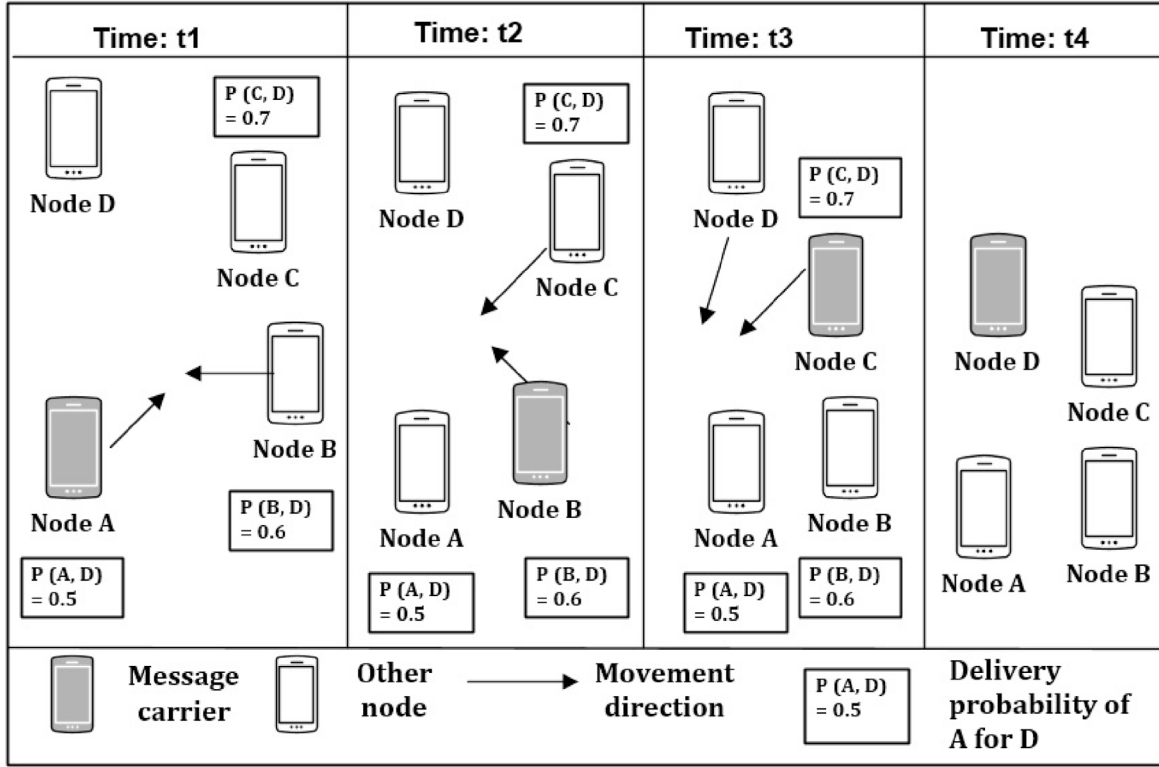 Time: t1
P (C, D)
= 0.7
Node D
Node C
Node B
Node A
P (B, D)
= 0.6
P (A, D)
= 0.5
Time: t2
P (C, D)
= 0.7
Node D
Node C
Node B
Node A
P (B, D)
= 0.6
P (A, D)
= 0.5
Time: t3
P (C, D)
= 0.7
Node D
Node C
Node B
Node A
P (B, D)
= 0.6
P (A, D)
= 0.5
Time: t4
Node D
Node C
Node B
Node A
Message
carrier
Other
node
Movement
direction
P (A, D)
= 0.5
Delivery
probability of
A for D